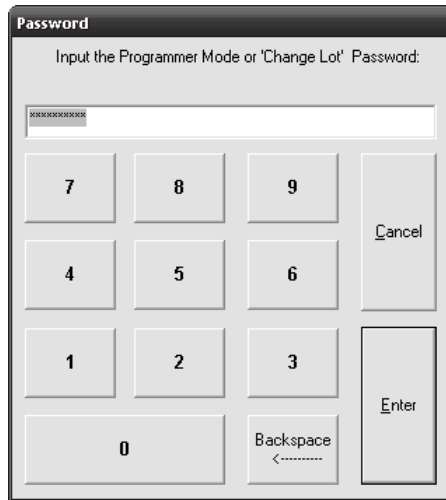 Password
Input the Programmer Mode or 'Change Lot' Password:
**********
7 8 9
Cancel
4 5 6
1 2 3
Enter
0 Backspace
<----------